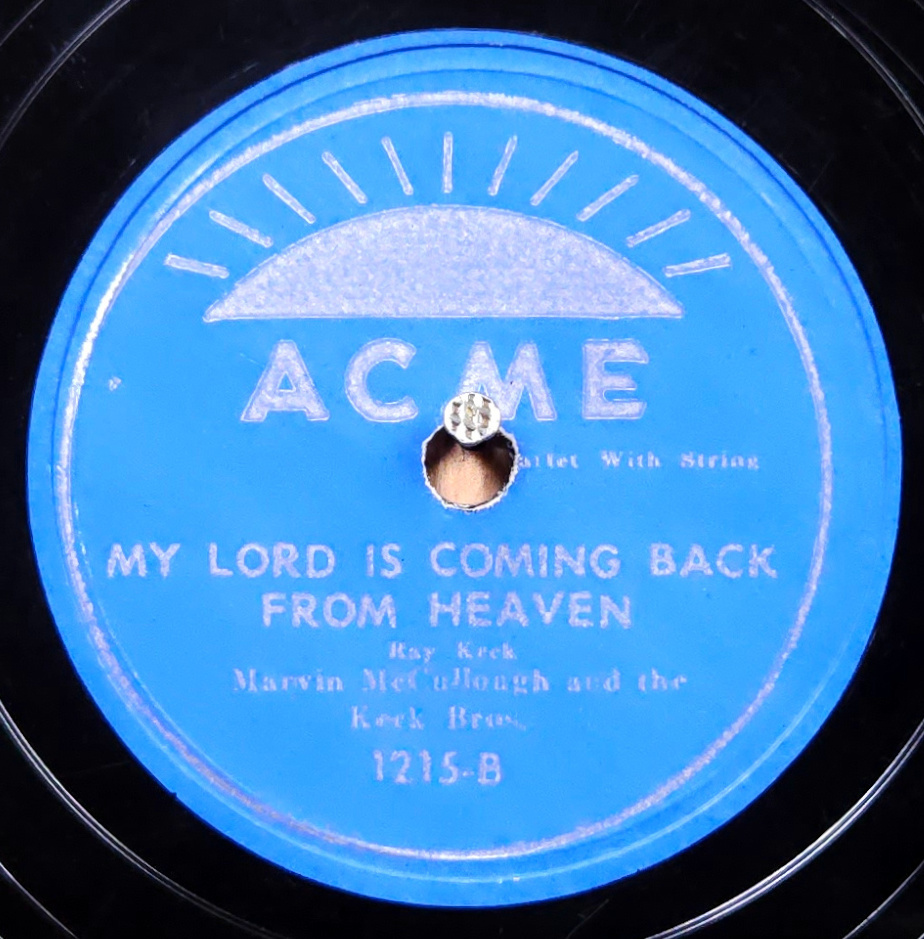 ACME
With String
MY LORD IS COMING BACK
FROM HEAVEN
Ray Keck
Marvin McCullough and the
Keck Bros.
1215-B